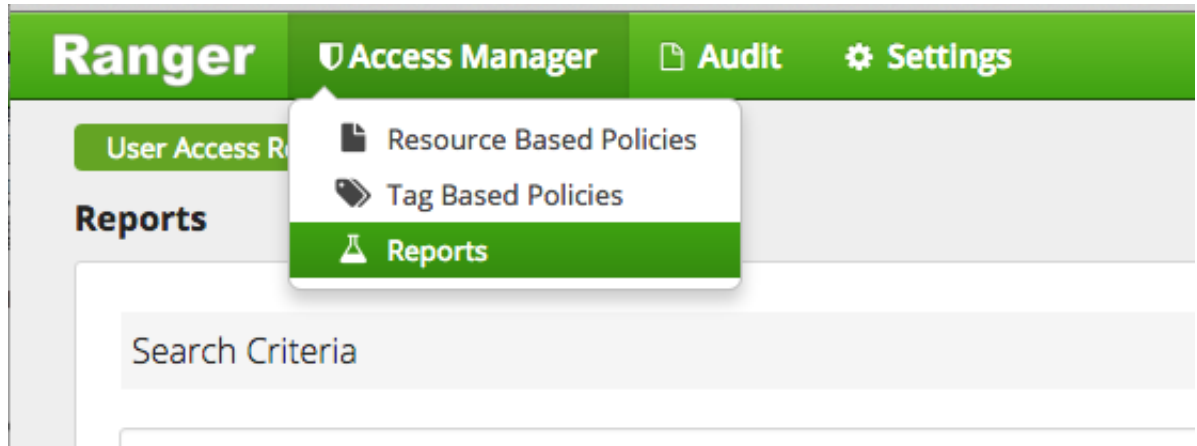 Ranger Access Manager Audit Settings
User Access
Resource Based Policies
Tag Based Policies
Reports
Reports
Search Criteria